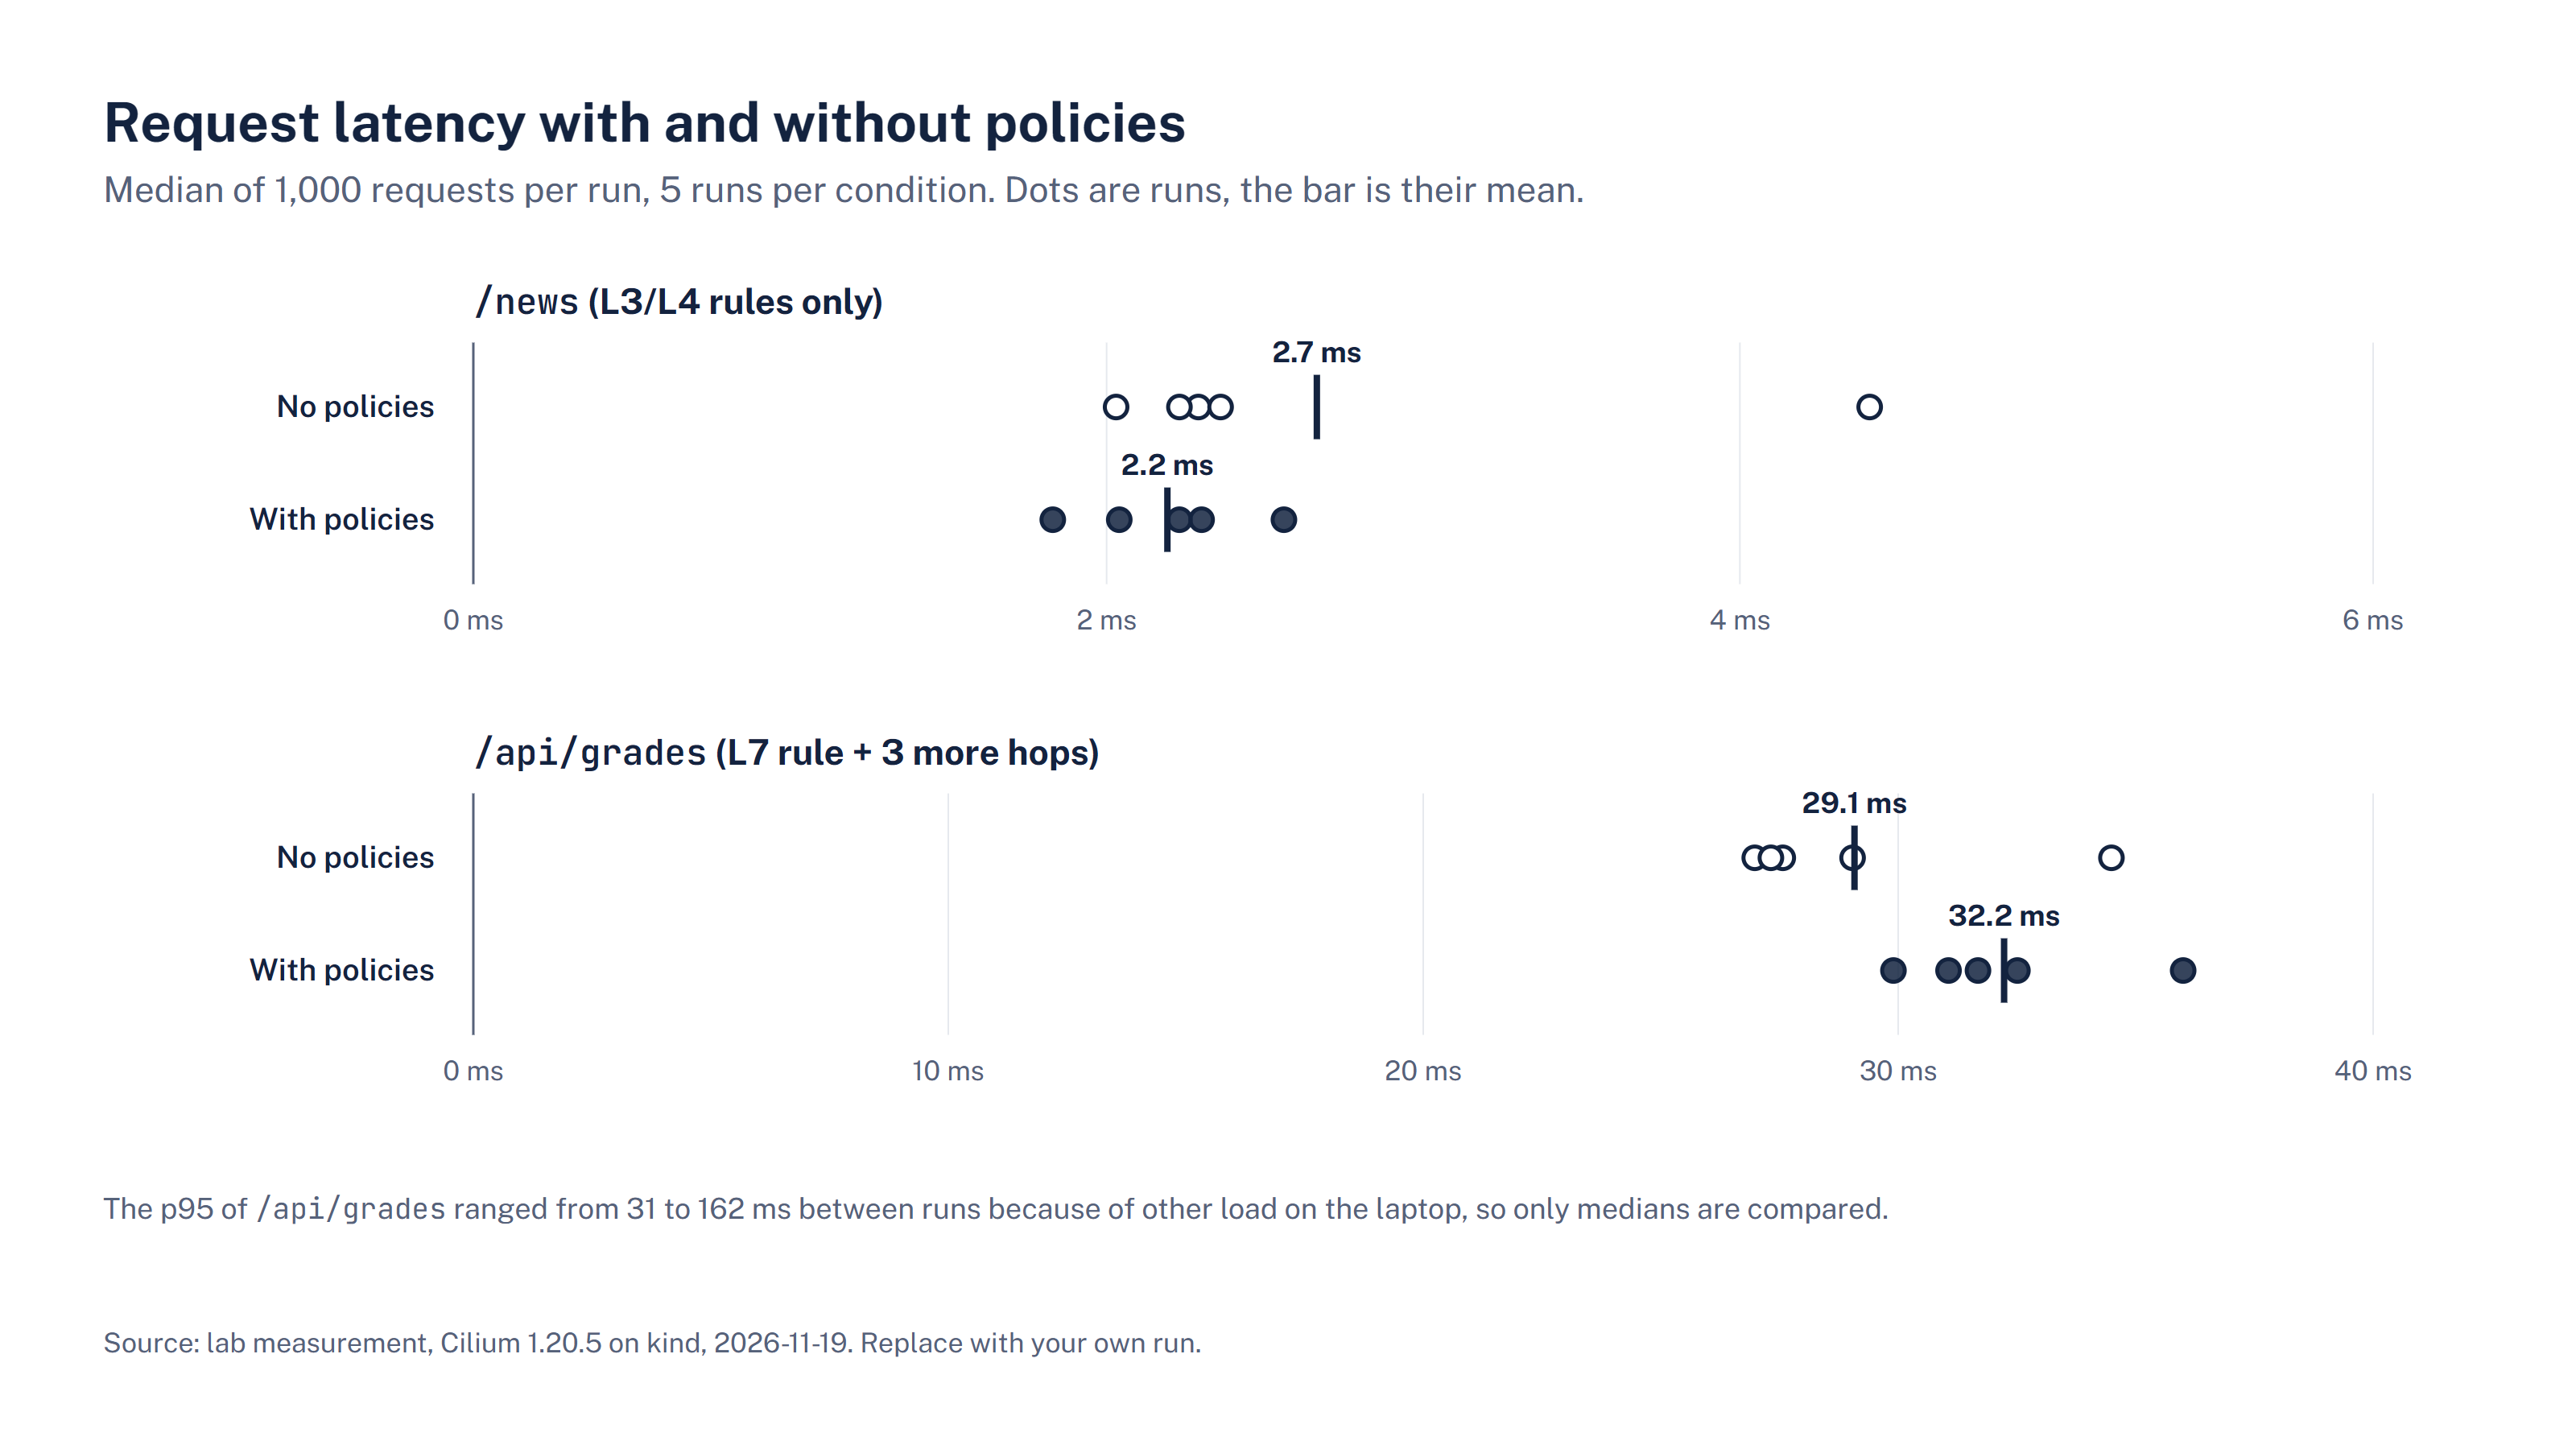 Request latency with and without policies
Median of 1,000 requests per run, 5 runs per condition. Dots are runs, the bar is their mean.
/news (L3/L4 rules only)
2.7 ms
No policies
2.2 ms
With policies
0 ms 2 ms 4 ms 6 ms
/api/grades (L7 rule + 3 more hops)
29.1 ms
No policies
32.2 ms
With policies
0 ms 10 ms 20 ms 30 ms 40 ms
The p95 of /api/grades ranged from 31 to 162 ms between runs because of other load on the laptop, so only medians are compared.
Source: lab measurement, Cilium 1.20.5 on kind, 2026-11-19. Replace with your own run.